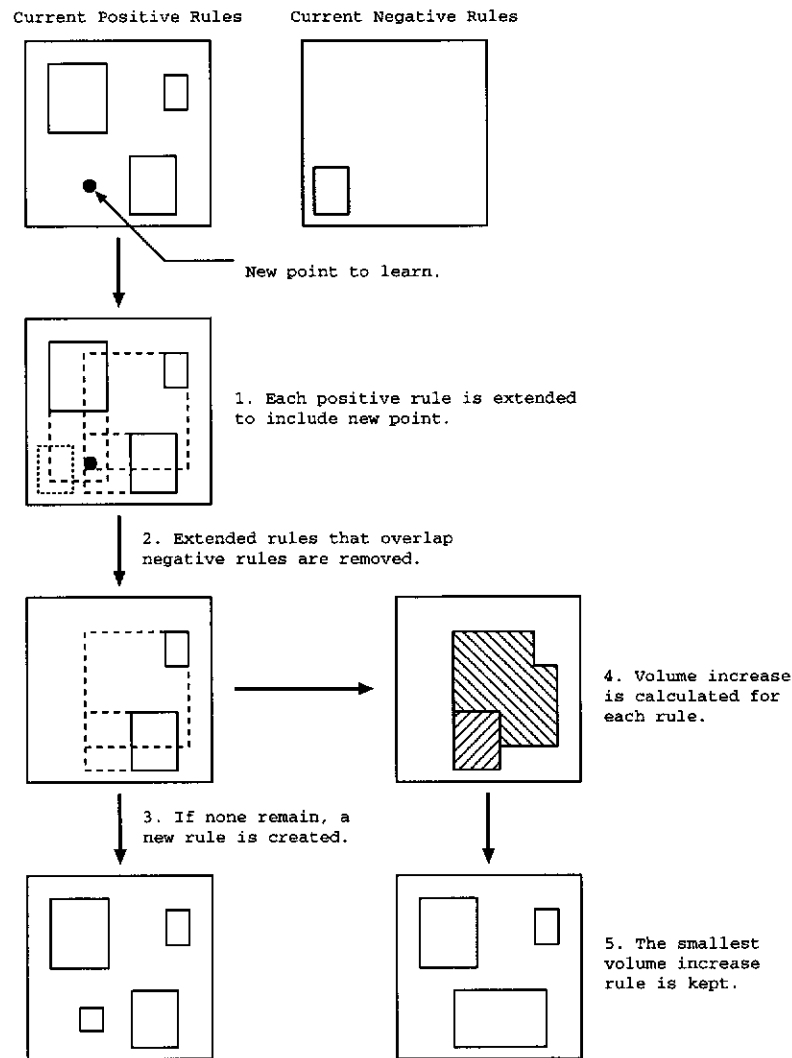 Current Positive Rules
Current Negative Rules
New point to learn.
1. Each positive rule is extended
to include new point.
2. Extended rules that overlap
negative rules are removed.
4. Volume increase
is calculated for
each rule.
3. If none remain, a
new rule is created.
5. The smallest
volume increase
rule is kept.